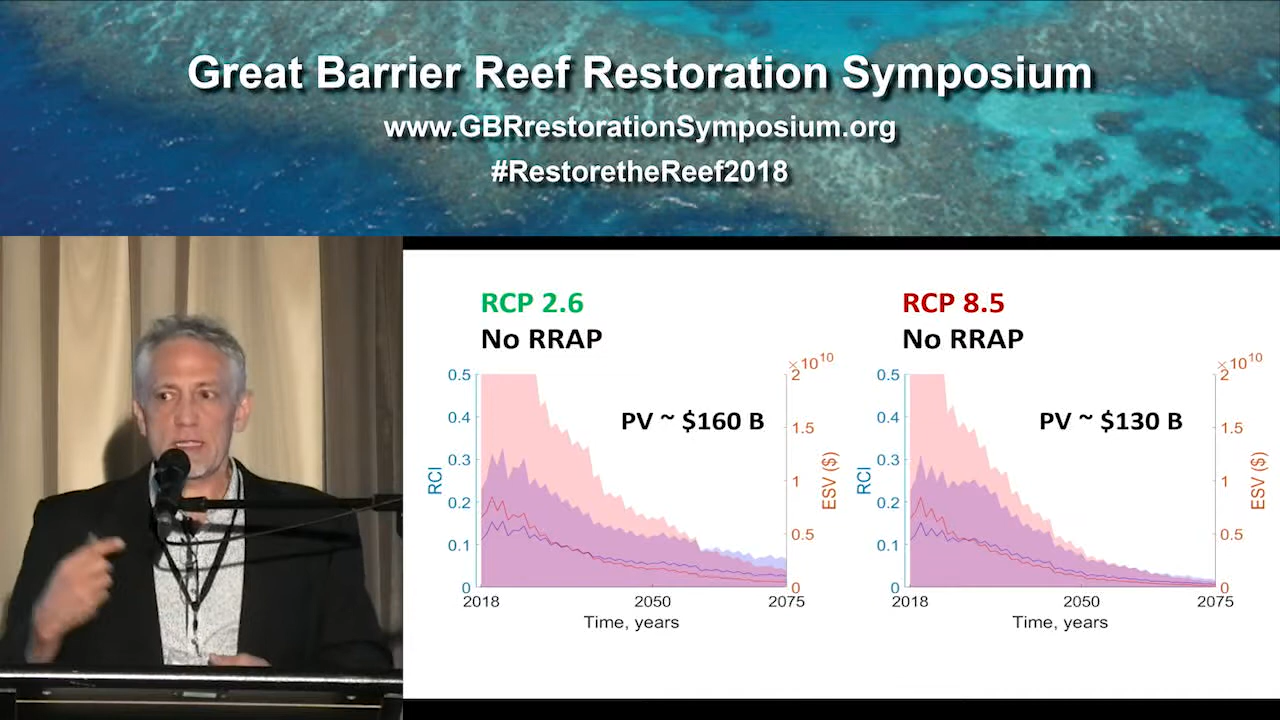 Great Barrier Reef Restoration Symposium
www.GBRrestorationSymposium.org
#RestoretheReef2018
RCP 2.6
No RRAP
×10^10
0.5
0.4
0.3
0.2
0.1
0
RCI
PV ~ $160 B
2
1.5
1
0.5
0
ESV ($)
2018
2050
2075
Time, years
RCP 8.5
No RRAP
×10^10
0.5
0.4
0.3
0.2
0.1
0
RCI
PV ~ $130 B
2
1.5
1
0.5
0
ESV ($)
2018
2050
2075
Time, years